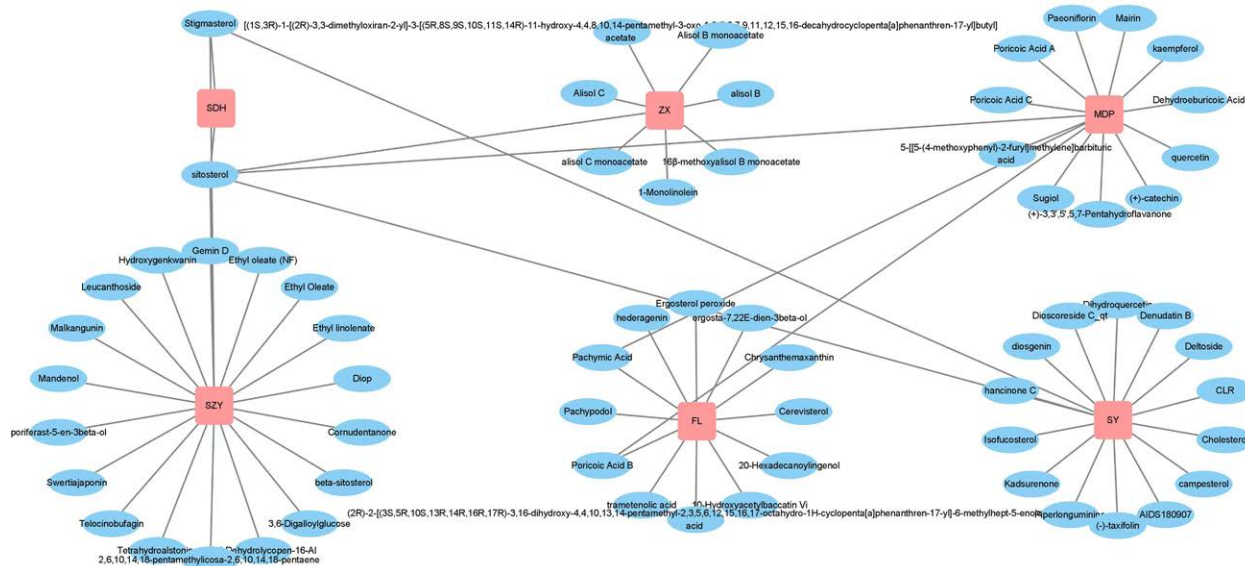 Stigmasterol
SDH
sitosterol
[(1S,3R)-1-[(2R)-3,3-dimethyloxiran-2-yl]-3-[(5R,8S,9S,10S,11S,14R)-11-hydroxy-4,4,8,10,14-pentamethyl-3-oxo-
15,16-decahydrocyclopenta[a]phenanthren-17-yl]butyl]
acetate
Alisol B monoacetate
Alisol C
ZX
alisol B
alisol C monoacetate
16β-methoxyalisol B monoacetate
1-Monolinolein
Paeoniflorin
Mairin
Poricoic Acid A
kaempferol
Poricoic Acid C
MDP
Dehydroeburicoic Acid
5-[[5-(4-methoxyphenyl)-2-furyl]methylene]barbituric
acid
quercetin
Sugiol
(+)-catechin
(+)-3,3',5',5,7-Pentahydroflavanone
Gemin D
Hydroxygenkwanin
Ethyl oleate (NF)
Leucanthoside
Ethyl Oleate
Malkangunin
Ethyl linolenate
Mandenol
Diop
SZY
poriferast-5-en-3beta-ol
Cornudentanone
Swertiajaponin
beta-sitosterol
Telocinobufagin
3,6-Digalloylglucose
Tetrahydroalstonin
Dehydrolycopen-16-Al
2,6,10,14,18-pentamethylicosa-2,6,10,14,18-pentaene
Ergosterol peroxide
hederagenin
ergosta-7,22E-dien-3beta-ol
Pachymic Acid
Chrysanthemaxanthin
Pachypodol
FL
Cerevisterol
Poricoic Acid B
20-Hexadecanoylingenol
trametenolic acid
10-Hydroxyacetylbaccatin Vi
(2R)-2-[(3S,5R,10S,13R,14R,16R,17R)-3,16-dihydroxy-4,4,10,13,14-pentamethyl-2,3,5,6,12,15,16,17-octahydro-1H-cyclopenta[a]phenanthren-17-yl]-6-methylhept-5-enoic
acid
Dihydroquercetin
Dioscoreside C_qt
Denudatin B
diosgenin
Deltoside
hancinone C
CLR
SY
Isofucosterol
Cholesterol
Kadsurenone
campesterol
Piperlonguminine
AIDS180907
(-)-taxifolin